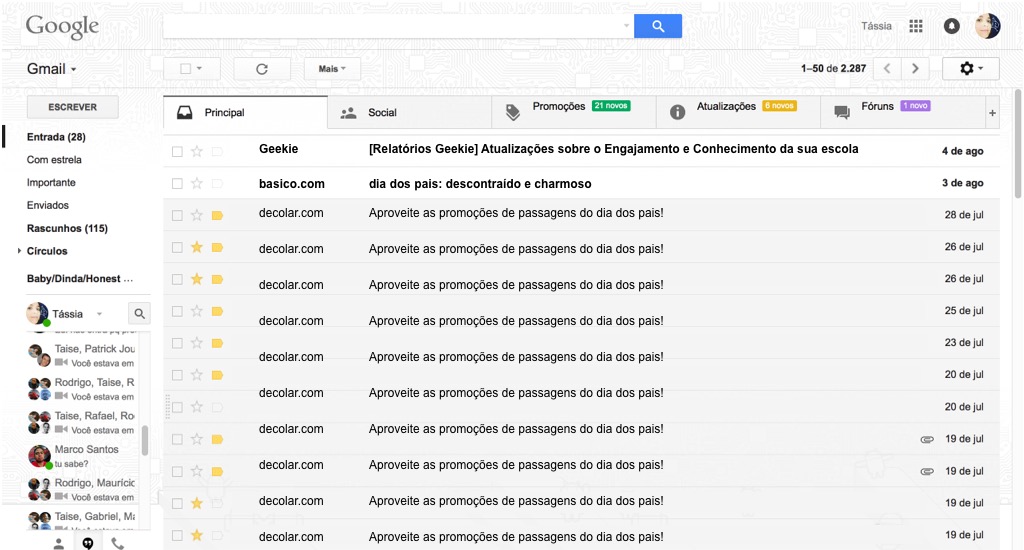 Google
Tássia
Gmail
Mais
1–50 de 2.287
ESCREVER
Principal
Social
Promoções 21 novos
Atualizações 6 novos
Fóruns 1 novo
+
Entrada (28)
Com estrela
Importante
Enviados
Rascunhos (115)
Círculos
Baby/Dinda/Honest ...
Tássia
Taise, Patrick Jou
Você estava em
Rodrigo, Taise, R
Você estava em
Taise, Rafael, Ro
Você estava em
Marco Santos
tu sabe?
Rodrigo, Maurício
Você estava em
Taise, Gabriel, Ma
Você estava em
Geekie [Relatórios Geekie] Atualizações sobre o Engajamento e Conhecimento da sua escola 4 de ago
basico.com dia dos pais: descontraído e charmoso 3 de ago
decolar.com Aproveite as promoções de passagens do dia dos pais! 28 de jul
decolar.com Aproveite as promoções de passagens do dia dos pais! 26 de jul
decolar.com Aproveite as promoções de passagens do dia dos pais! 26 de jul
decolar.com Aproveite as promoções de passagens do dia dos pais! 25 de jul
decolar.com Aproveite as promoções de passagens do dia dos pais! 23 de jul
decolar.com Aproveite as promoções de passagens do dia dos pais! 20 de jul
decolar.com Aproveite as promoções de passagens do dia dos pais! 20 de jul
decolar.com Aproveite as promoções de passagens do dia dos pais! 19 de jul
decolar.com Aproveite as promoções de passagens do dia dos pais! 19 de jul
decolar.com Aproveite as promoções de passagens do dia dos pais! 19 de jul
19 de jul